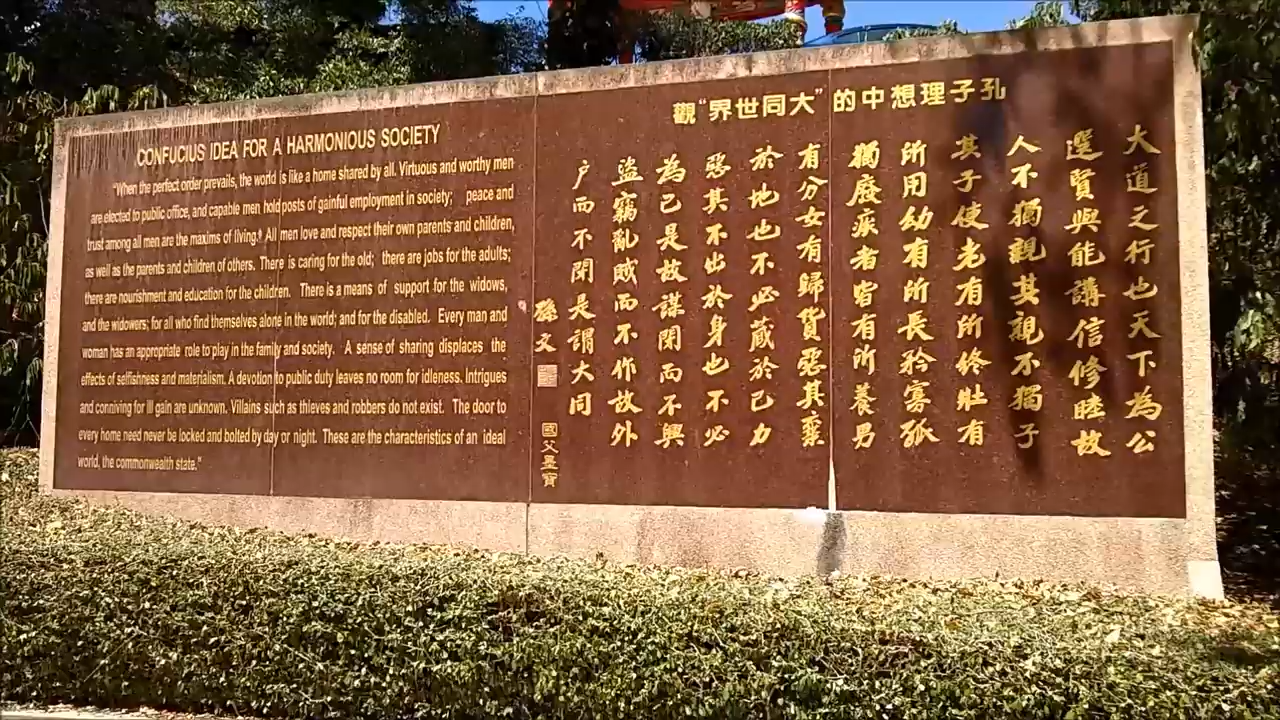 CONFUCIUS IDEA FOR A HARMONIOUS SOCIETY
"When the perfect order prevails, the world is like a home shared by all. Virtuous and worthy men
are elected to public office, and capable men hold posts of gainful employment in society; peace and
trust among all men are the maxims of living. All men love and respect their own parents and children,
as well as the parents and children of others. There is caring for the old; there are jobs for the adults;
there are nourishment and education for the children. There is a means of support for the widows,
and the widowers; for all who find themselves alone in the world; and for the disabled. Every man and
woman has an appropriate role to play in the family and society. A sense of sharing displaces the
effects of selfishness and materialism. A devotion to public duty leaves no room for idleness. Intrigues
and conniving for ill gain are unknown. Villains such as thieves and robbers do not exist. The door to
every home need never be locked and bolted by day or night. These are the characteristics of an ideal
world, the commonwealth state."
孔子理想中的"大同世界"觀
大道之行也天下為公
選賢與能講信修睦故
人不獨親其親不獨子
其子使老有所終壯有
所用幼有所長矜寡孤
獨廢疾者皆有所養男
有分女有歸貨惡其棄
於地也不必藏於己力
惡其不出於身也不必
為己是故謀閉而不興
盜竊亂賊而不作故外
户而不閉是謂大同
孫文
國父墨寶